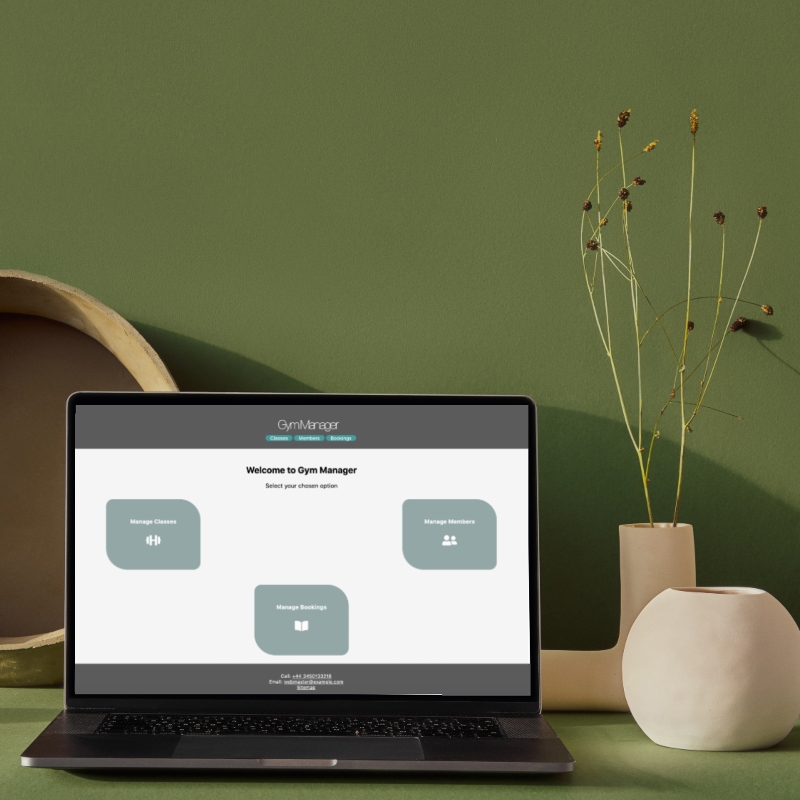 GymManager
Classes Members Bookings
Welcome to Gym Manager
Select your chosen option
Manage Classes
Manage Members
Manage Bookings
Call: +44 3450133318
Email: webmaster@example.com
Sitemap